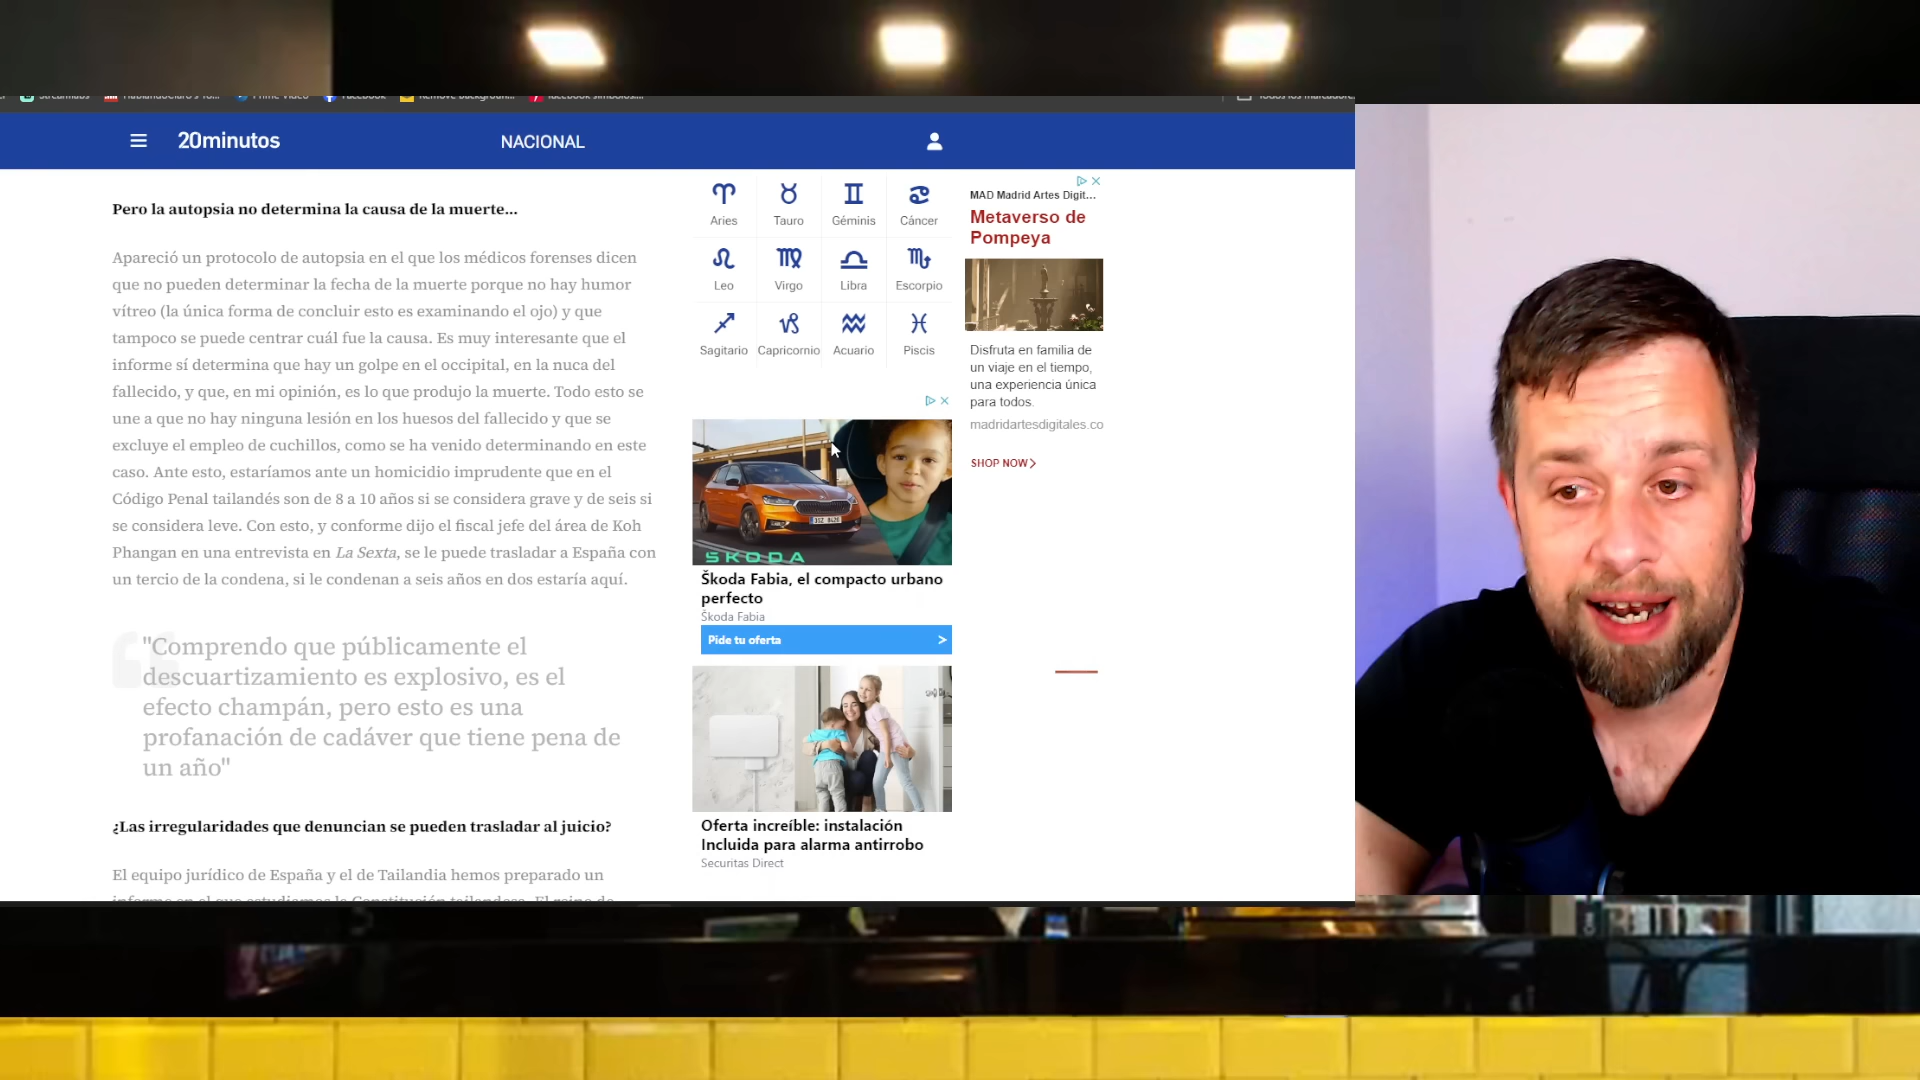 20minutos
NACIONAL
Pero la autopsia no determina la causa de la muerte...
Apareció un protocolo de autopsia en el que los médicos forenses dicen
que no pueden determinar la fecha de la muerte porque no hay humor
vítreo (la única forma de concluir esto es examinando el ojo) y que
tampoco se puede centrar cuál fue la causa. Es muy interesante que el
informe sí determina que hay un golpe en el occipital, en la nuca del
fallecido, y que, en mi opinión, es lo que produjo la muerte. Todo esto se
une a que no hay ninguna lesión en los huesos del fallecido y que se
excluye el empleo de cuchillos, como se ha venido determinando en este
caso. Ante esto, estaríamos ante un homicidio imprudente que en el
Código Penal tailandés son de 8 a 10 años si se considera grave y de seis si
se considera leve. Con esto, y conforme dijo el fiscal jefe del área de Koh
Phangan en una entrevista en La Sexta, se le puede trasladar a España con
un tercio de la condena, si le condenan a seis años en dos estaría aquí.
"Comprendo que públicamente el
descuartizamiento es explosivo, es el
efecto champán, pero esto es una
profanación de cadáver que tiene pena de
un año"
¿Las irregularidades que denuncian se pueden trasladar al juicio?
El equipo jurídico de España y el de Tailandia hemos preparado un
Aries
Tauro
Géminis
Cáncer
Leo
Virgo
Libra
Escorpio
Sagitario
Capricornio
Acuario
Piscis
SKODA
Škoda Fabia, el compacto urbano
perfecto
Škoda Fabia
Pide tu oferta
Oferta increíble: instalación
Incluida para alarma antirrobo
Securitas Direct
MAD Madrid Artes Digit...
Metaverso de
Pompeya
Disfruta en familia de
un viaje en el tiempo,
una experiencia única
para todos.
madridartesdigitales.co
SHOP NOW